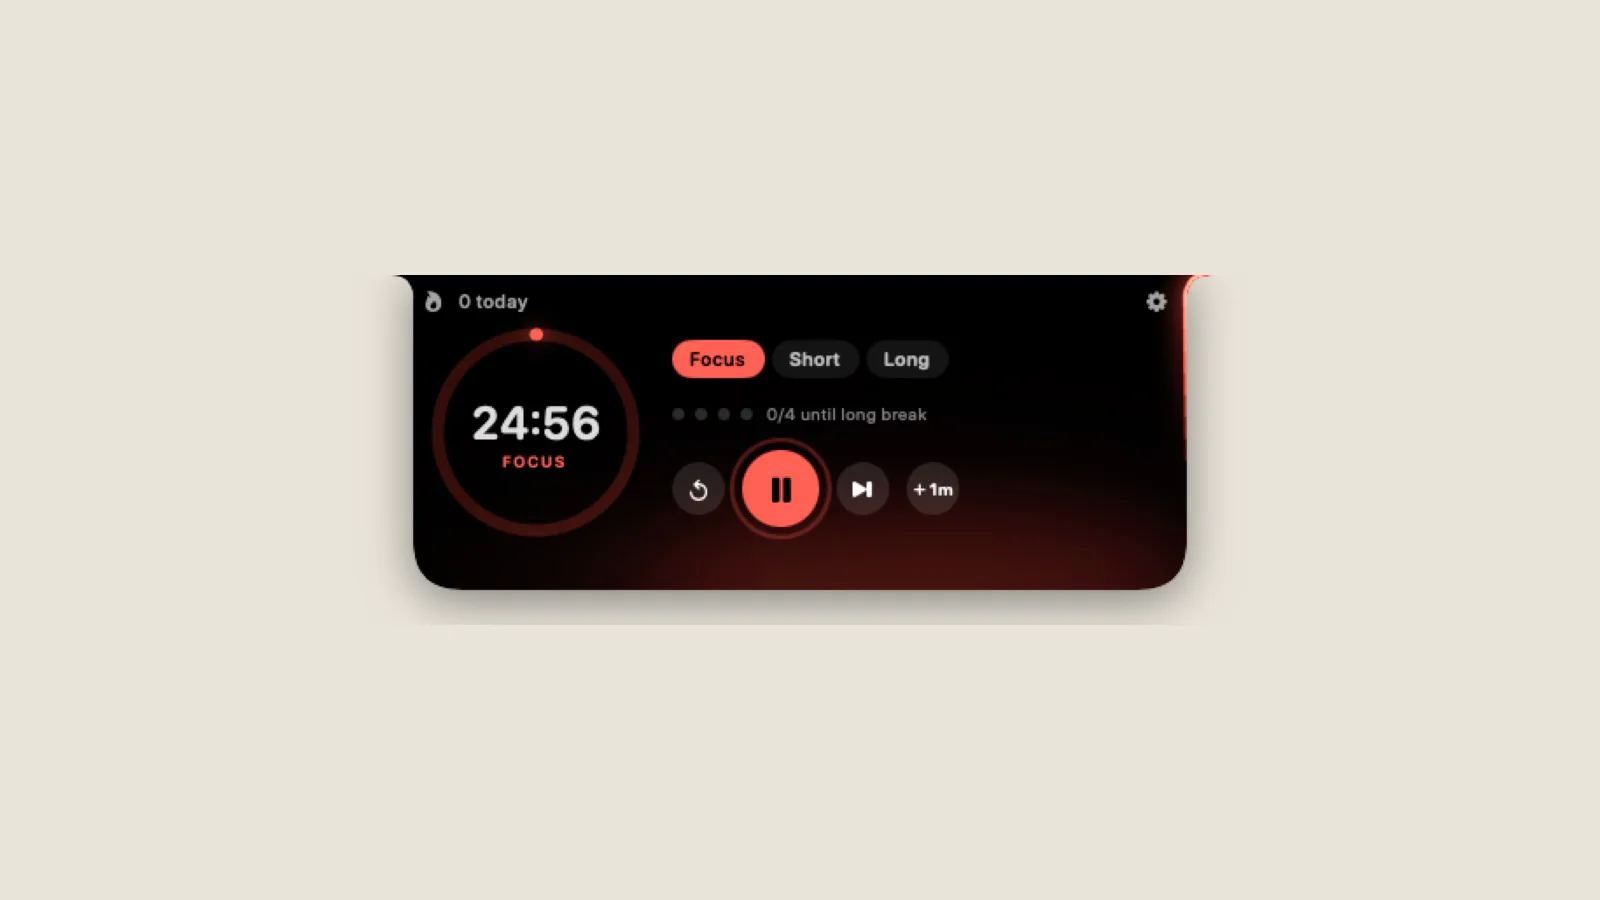 0 today
Focus Short Long
24:56
FOCUS
0/4 until long break
+1m